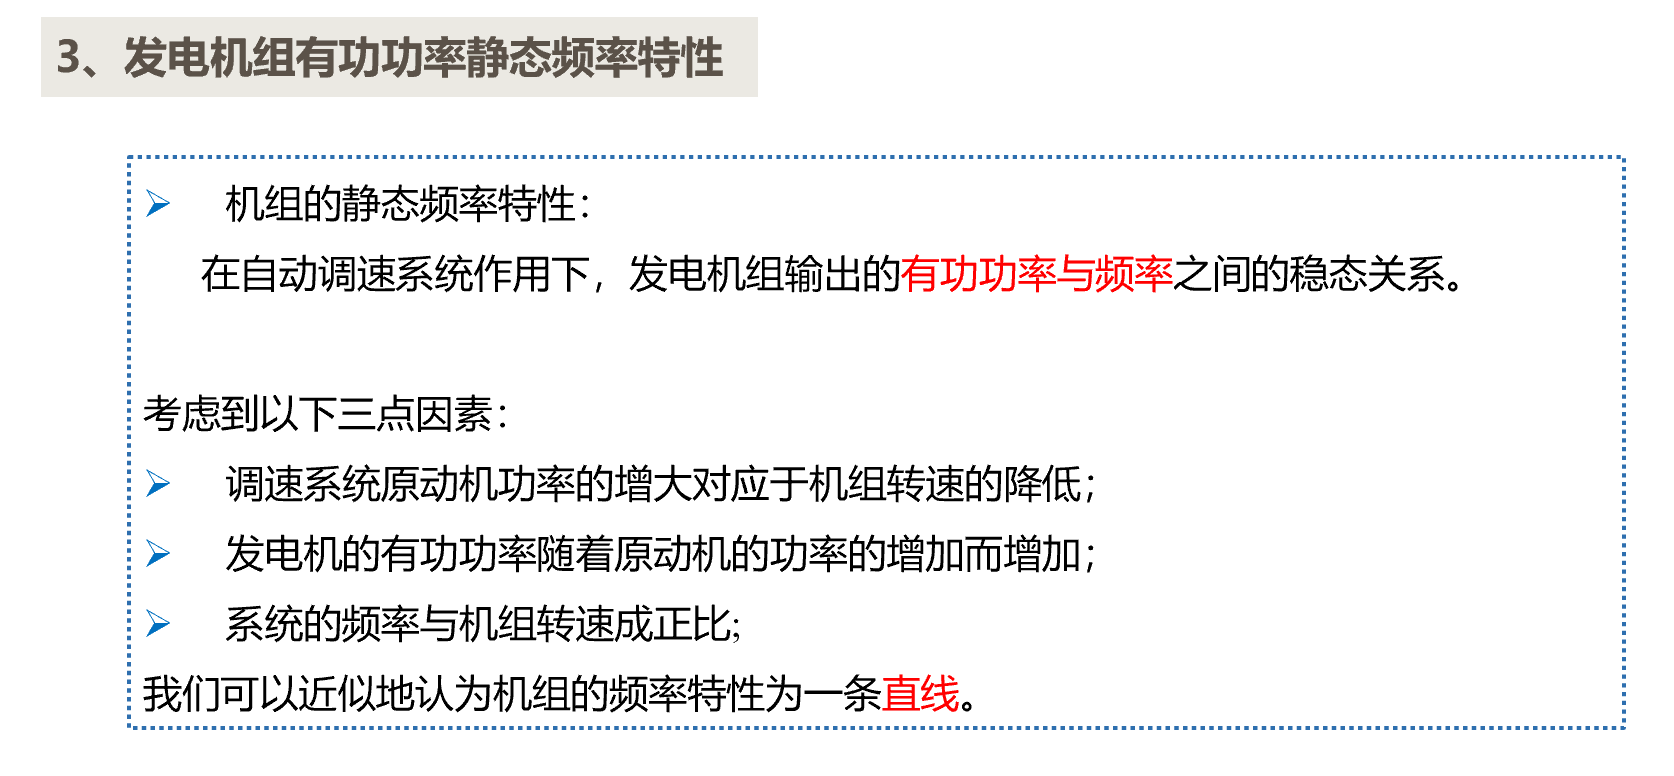 3、发电机组有功功率静态频率特性
机组的静态频率特性：
在自动调速系统作用下，发电机组输出的有功功率与频率之间的稳态关系。
考虑到以下三点因素：
调速系统原动机功率的增大对应于机组转速的降低；
发电机的有功功率随着原动机的功率的增加而增加；
系统的频率与机组转速成正比;
我们可以近似地认为机组的频率特性为一条直线。